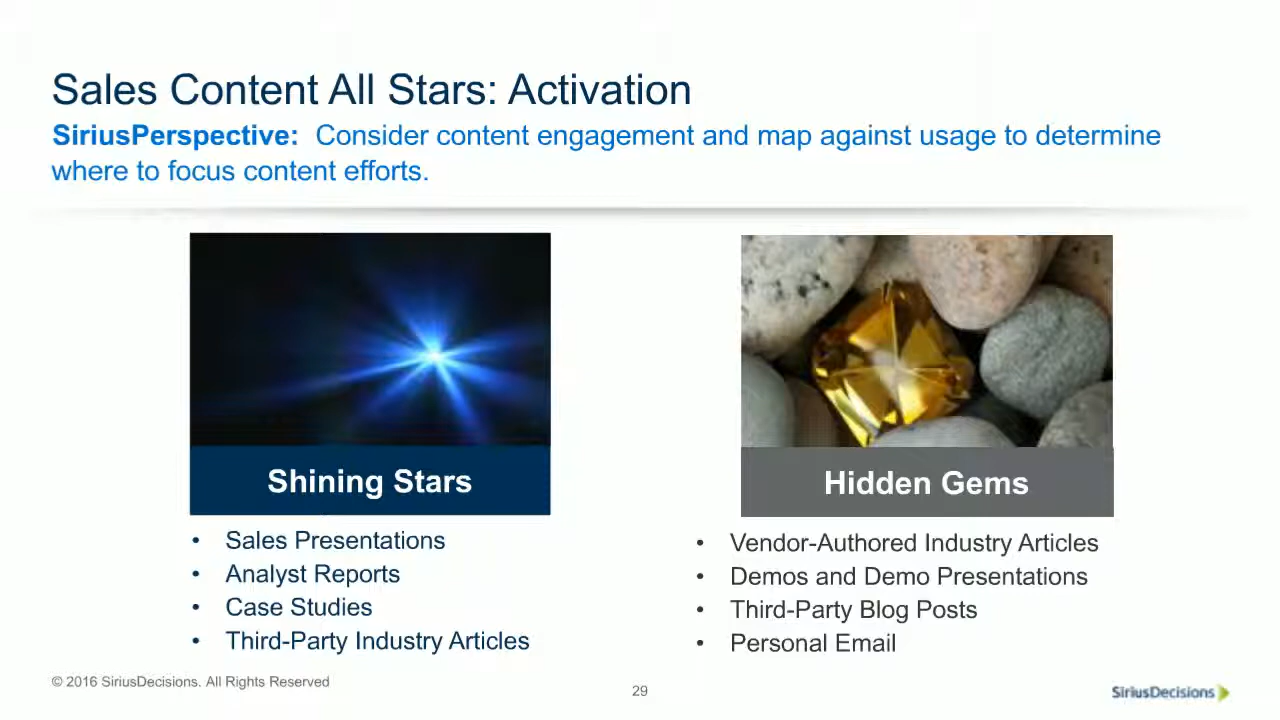 Sales Content All Stars: Activation
SiriusPerspective: Consider content engagement and map against usage to determine
where to focus content efforts.
Shining Stars
• Sales Presentations
• Analyst Reports
• Case Studies
• Third-Party Industry Articles
Hidden Gems
• Vendor-Authored Industry Articles
• Demos and Demo Presentations
• Third-Party Blog Posts
• Personal Email
© 2016 SiriusDecisions. All Rights Reserved
29
SiriusDecisions